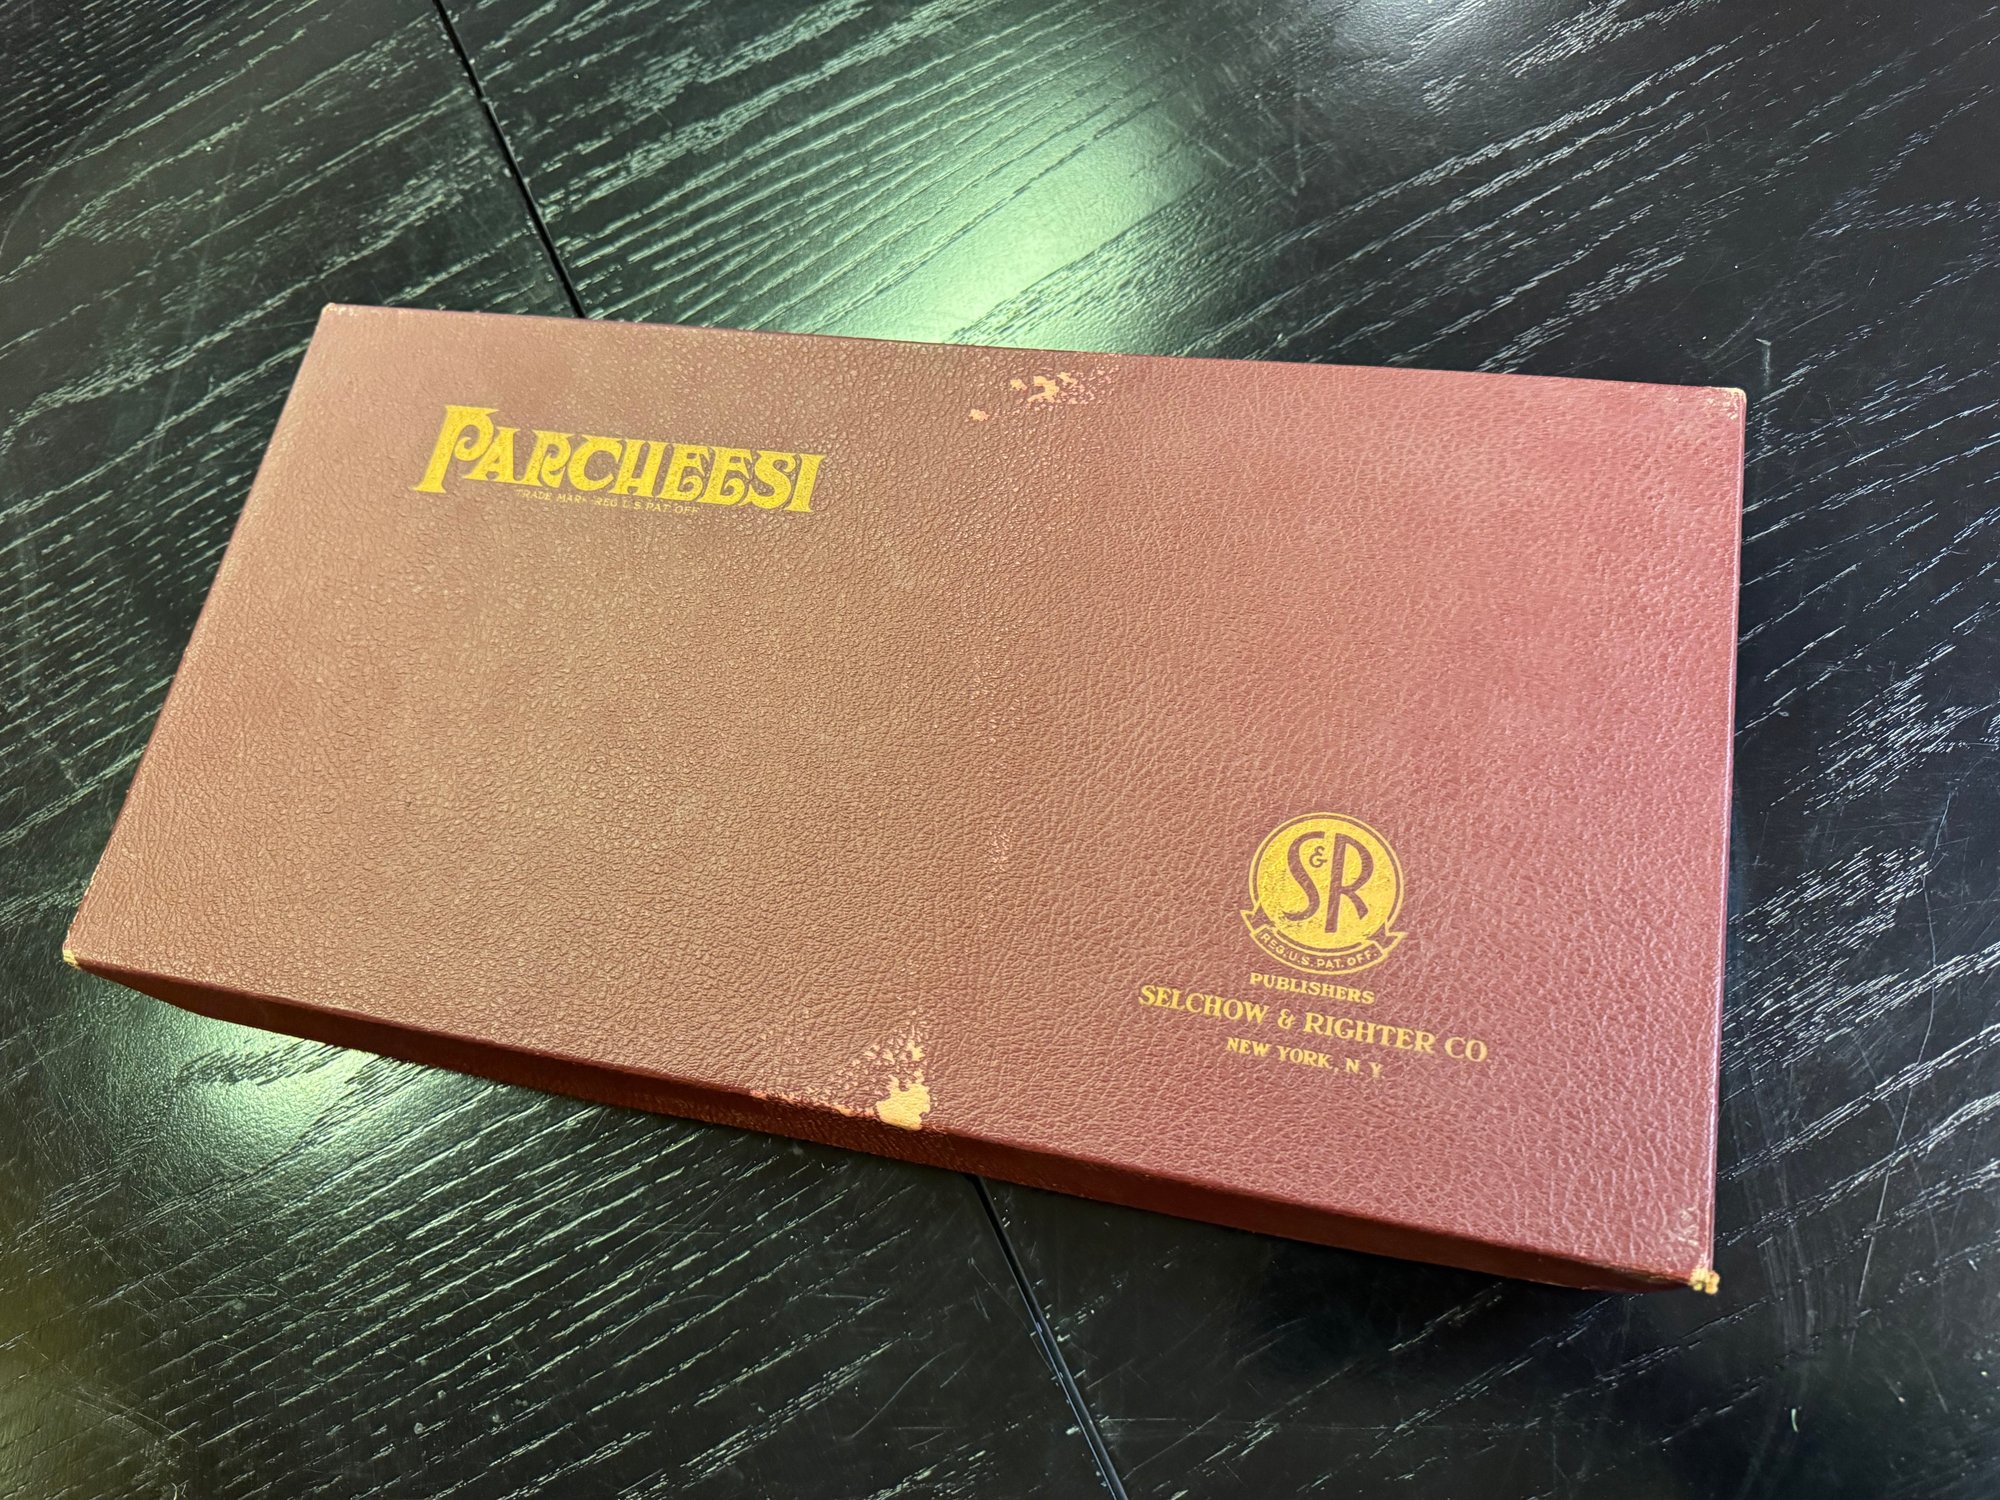 PARCHEESI
TRADE MARK REG U.S. PAT OFF
S&R
REG. U.S. PAT. OFF.
PUBLISHERS
SELCHOW & RIGHTER CO
NEW YORK, N. Y.